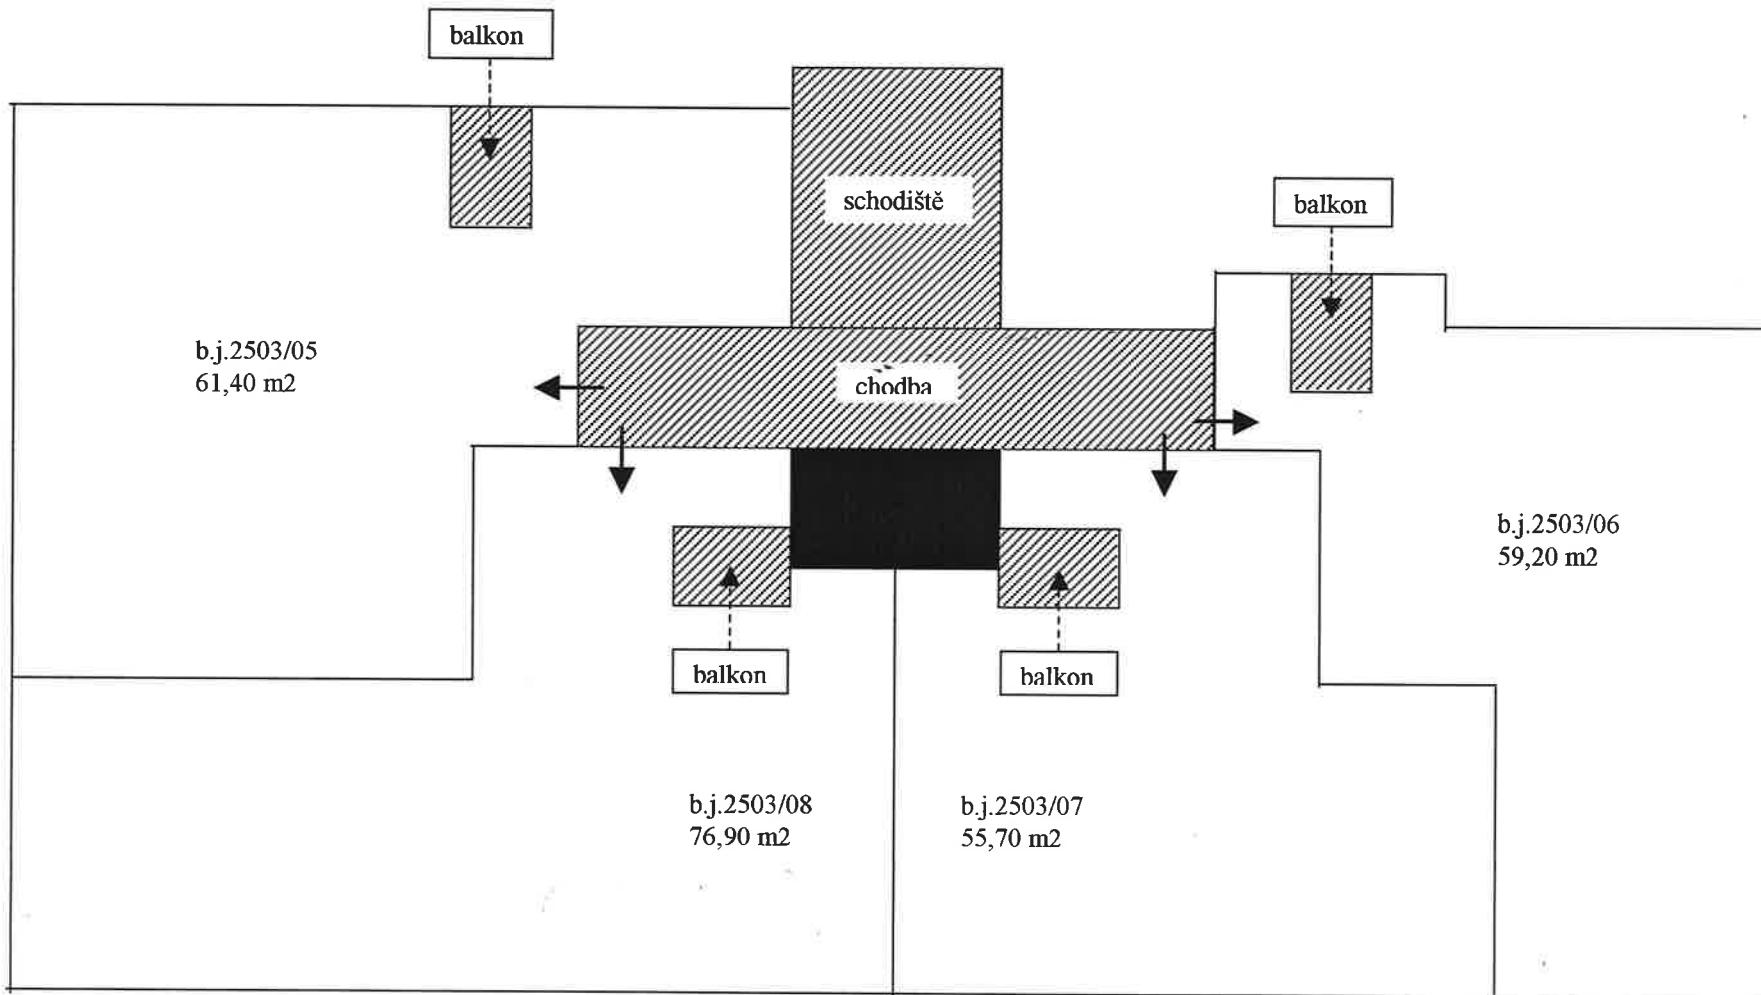 balkon
schodiště
balkon
b.j.2503/05
61,40 m2
chodba
b.j.2503/06
59,20 m2
balkon
balkon
b.j.2503/08
76,90 m2
b.j.2503/07
55,70 m2